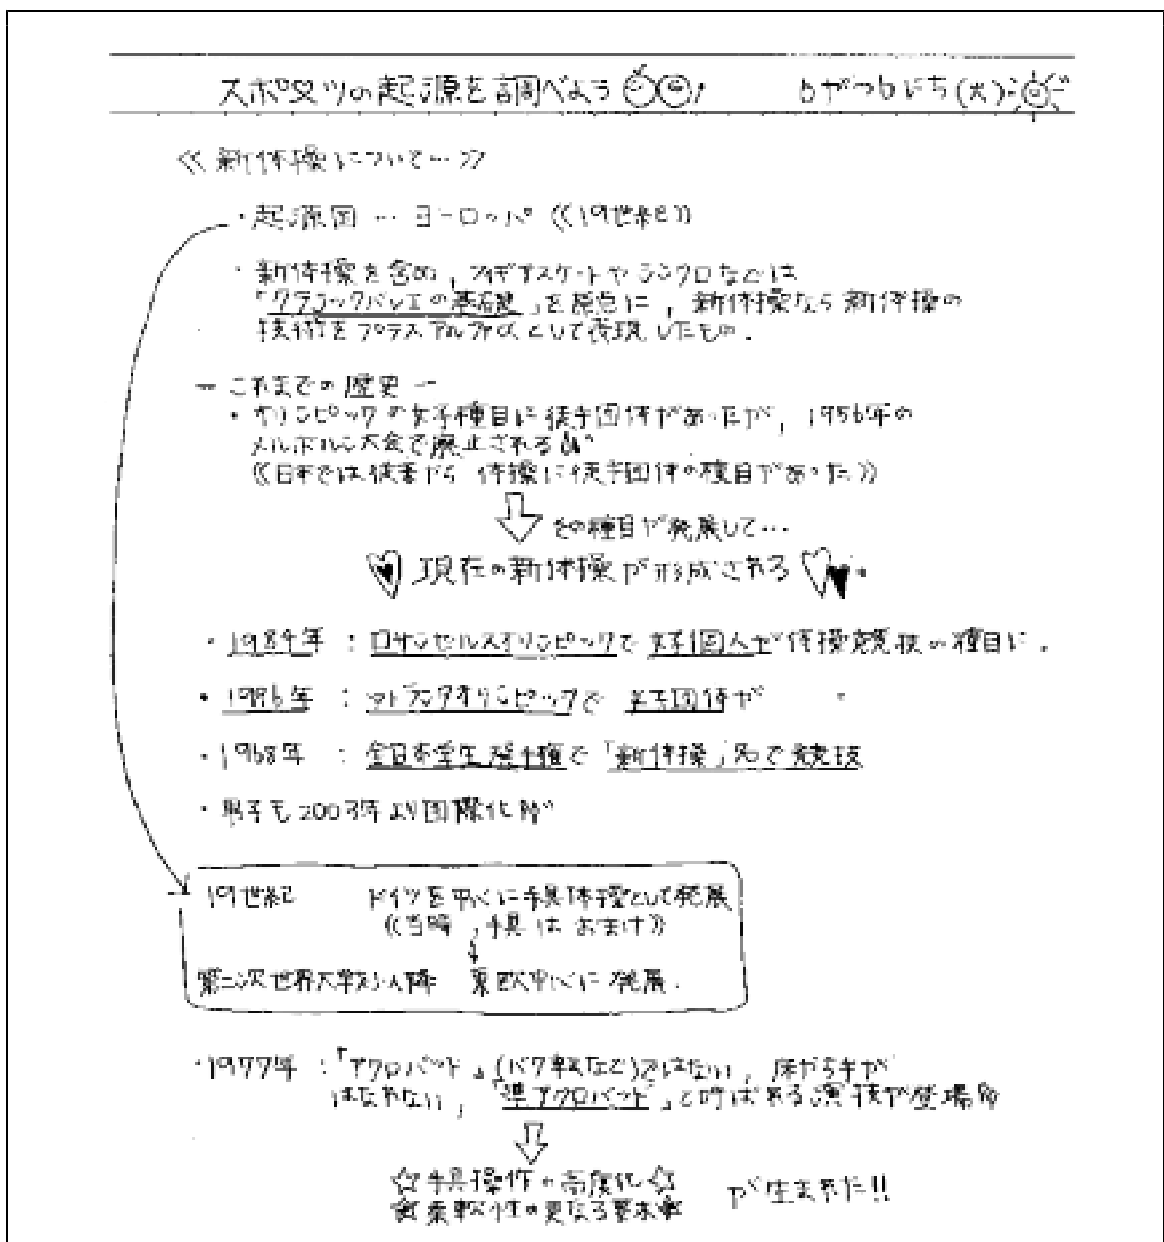 スポーツの起源を調べよう 6がつ6にち(火)
《新体操について…》
・起源国 … ヨーロッパ 《19世紀》
・新体操を含め, フィギアスケートやシンクロなどは
「クラシックバレエの基礎」を原点に, 新体操なら新体操の
技術をプラスアルファαとして表現したもの.
ー これまでの歴史 ー
・オリンピックの女子種目に徒手団体があったが, 1956年の
メルボルン大会で廃止される
《日本では従来から 体操に徒手団体の種目があった》
その種目が発展して…
現在の新体操が形成される
・1984年 : ロサンゼルスオリンピックで 女子個人が体操競技の種目に.
・1996年 : アトランタオリンピックで 女子団体が 〃
・1968年 : 全日本学生選手権で「新体操」名で競技
・男子も2003年より国際化
19世紀 ドイツを中心に手具体操として発展
《当時, 手具はおまけ》
第二次世界大戦以降 東欧中心に発展.
・1977年 :「アクロバット」(バク転など)ではない, 床から手が
はなれない,「準アクロバット」と呼ばれる演技が登場
☆手具操作の高度化☆
☆柔軟性の更なる要求☆ が生まれた!!